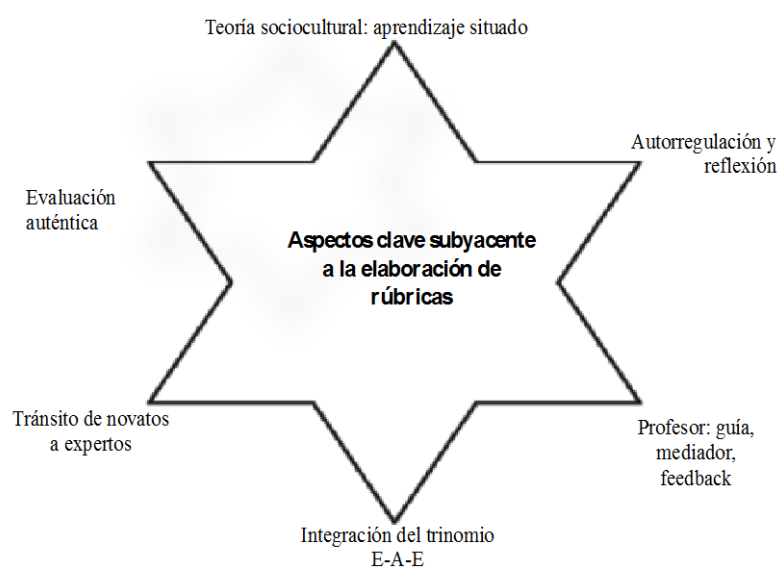 Teoría sociocultural: aprendizaje situado
Autorregulación y
reflexión
Evaluación
auténtica
Aspectos clave subyacente
a la elaboración de
rúbricas
Tránsito de novatos
a expertos
Profesor: guía,
mediador,
feedback
Integración del trinomio
E-A-E